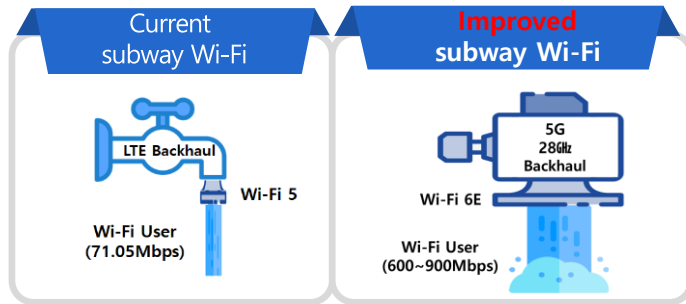 Current
subway Wi-Fi
LTE Backhaul
Wi-Fi 5
Wi-Fi User
(71.05Mbps)
Improved
subway Wi-Fi
5G
28㎓
Backhaul
Wi-Fi 6E
Wi-Fi User
(600~900Mbps)